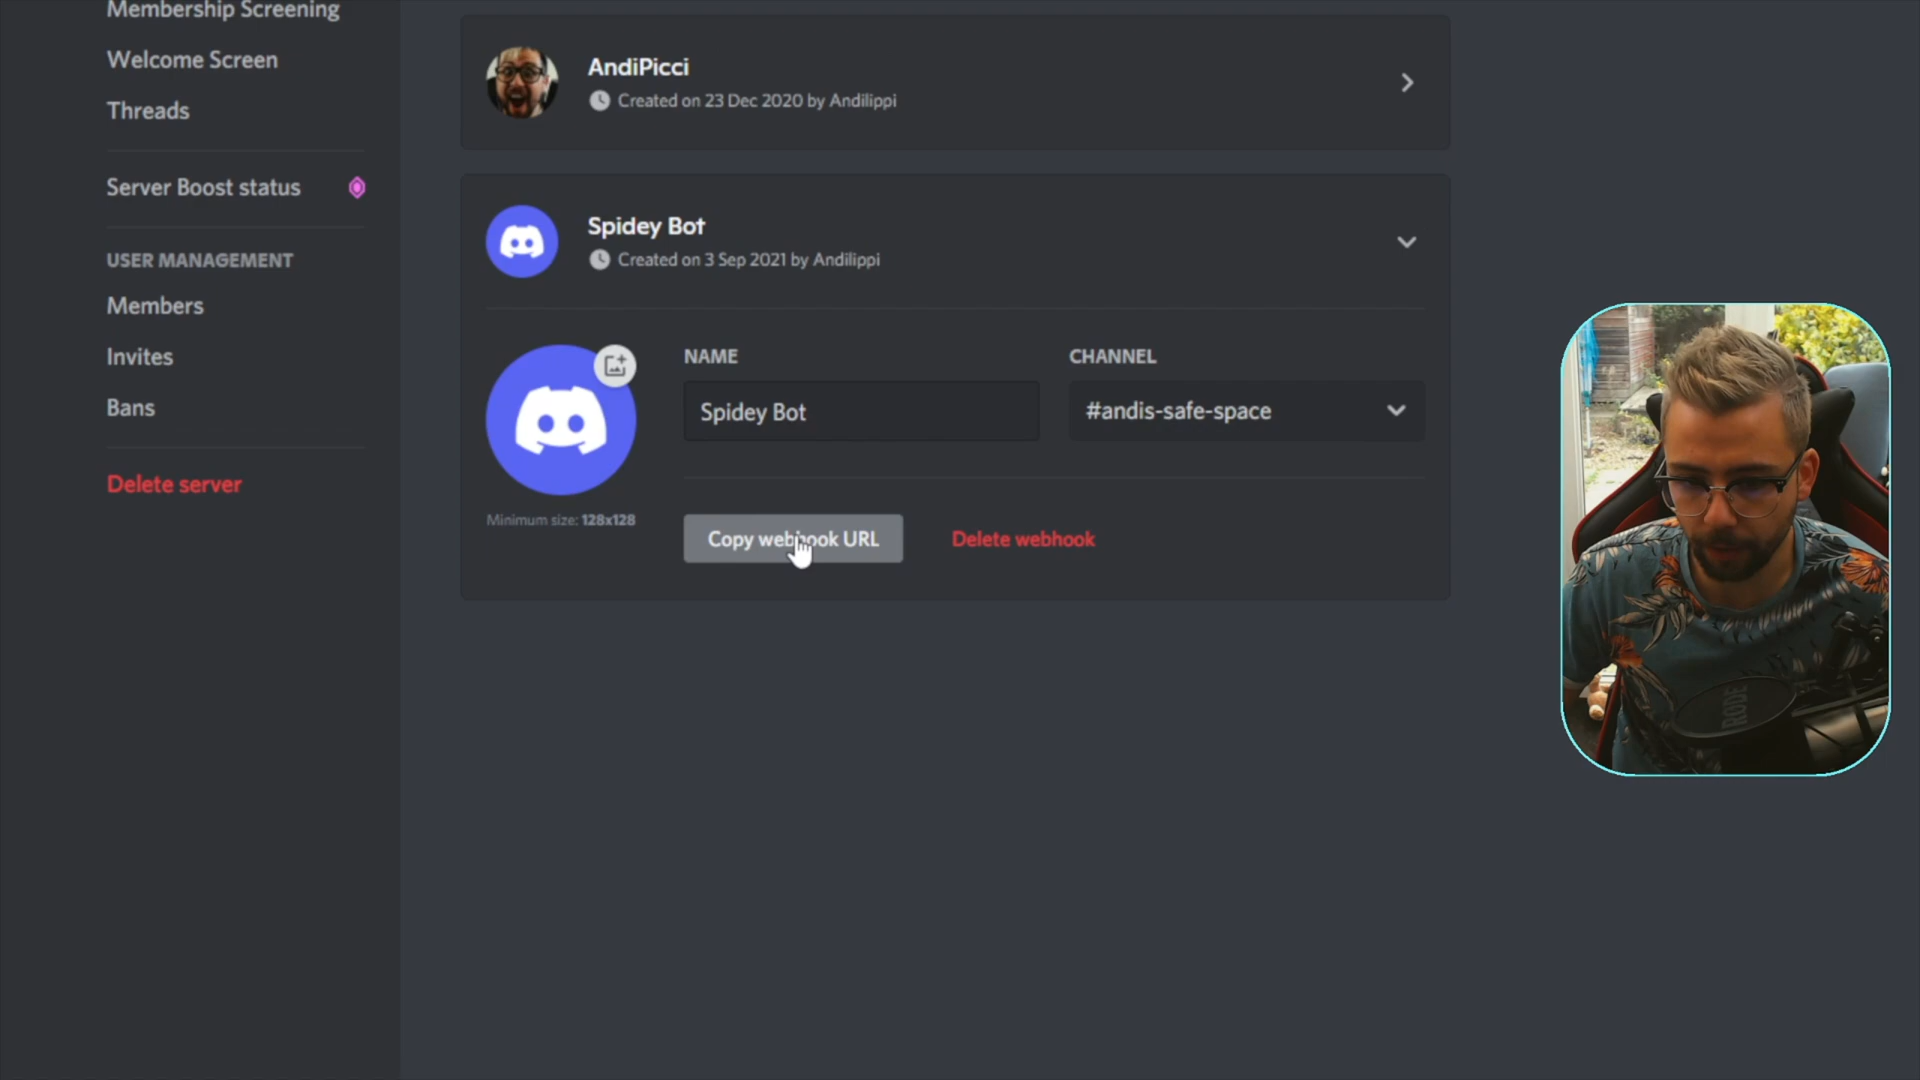 Membership Screening
Welcome Screen
Threads
Server Boost status
USER MANAGEMENT
Members
Invites
Bans
Delete server
AndiPicci
Created on 23 Dec 2020 by Andilippi
Spidey Bot
Created on 3 Sep 2021 by Andilippi
Minimum size: 128x128
NAME
Spidey Bot
CHANNEL
#andis-safe-space
Copy webhook URL
Delete webhook
RODE